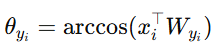 θ_{y_i} = arccos(x_i^⊤ W_{y_i})